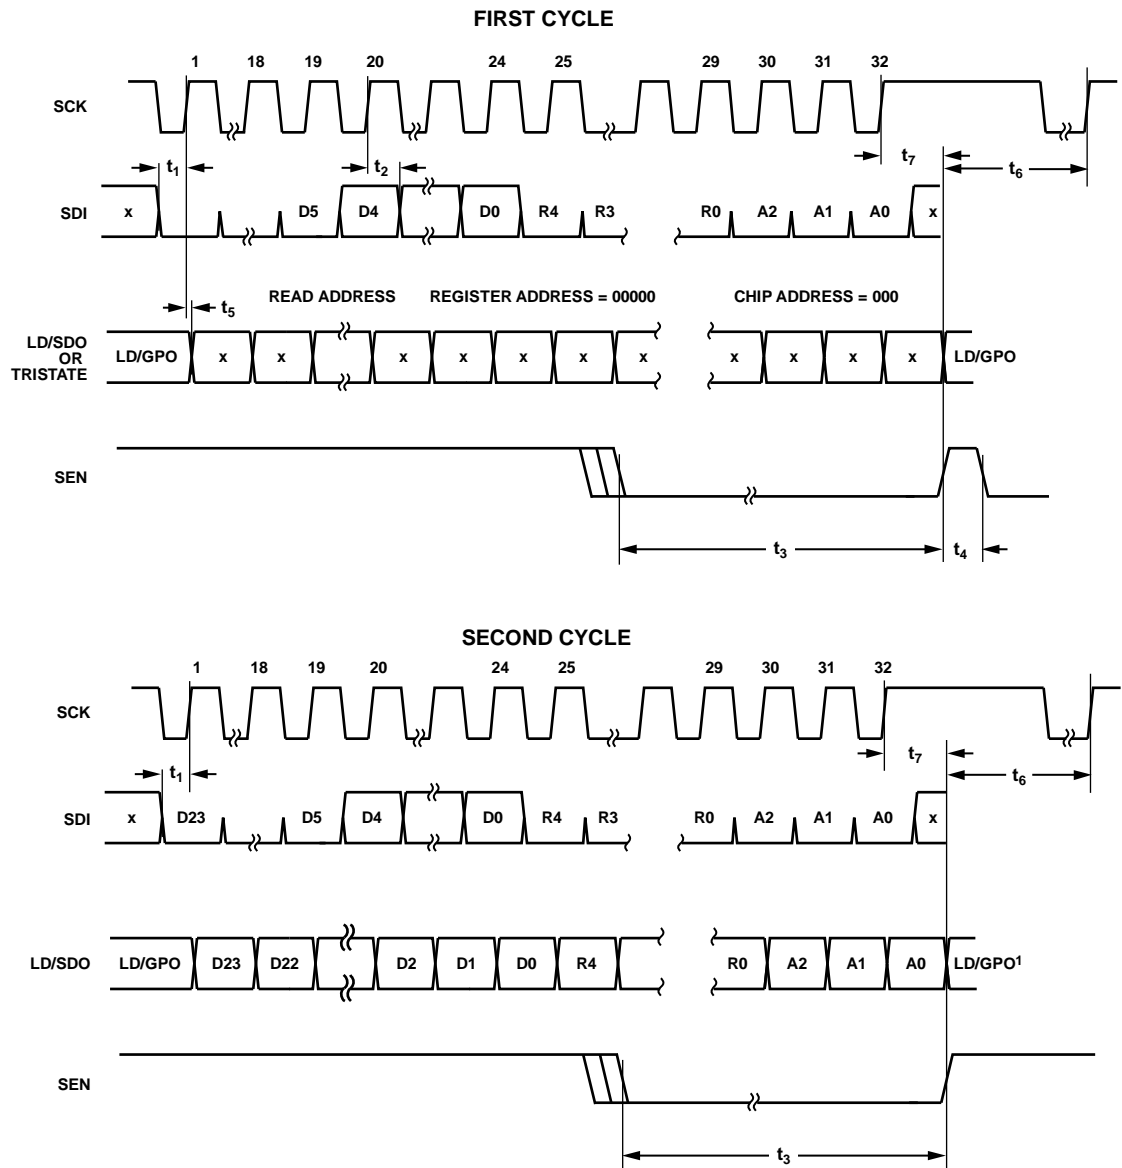 FIRST CYCLE
1 18 19 20 24 25 29 30 31 32
SCK
t1 t2 t7 t6
SDI x D5 D4 D0 R4 R3 R0 A2 A1 A0 x
READ ADDRESS REGISTER ADDRESS = 00000 CHIP ADDRESS = 000
t5
LD/SDO
OR
TRISTATE
LD/GPO x x x x x x x x x x x LD/GPO
SEN
t3 t4
SECOND CYCLE
1 18 19 20 24 25 29 30 31 32
SCK
t1 t7 t6
SDI x D23 D5 D4 D0 R4 R3 R0 A2 A1 A0 x
LD/SDO LD/GPO D23 D22 D2 D1 D0 R4 R0 A2 A1 A0 LD/GPO1
SEN
t3